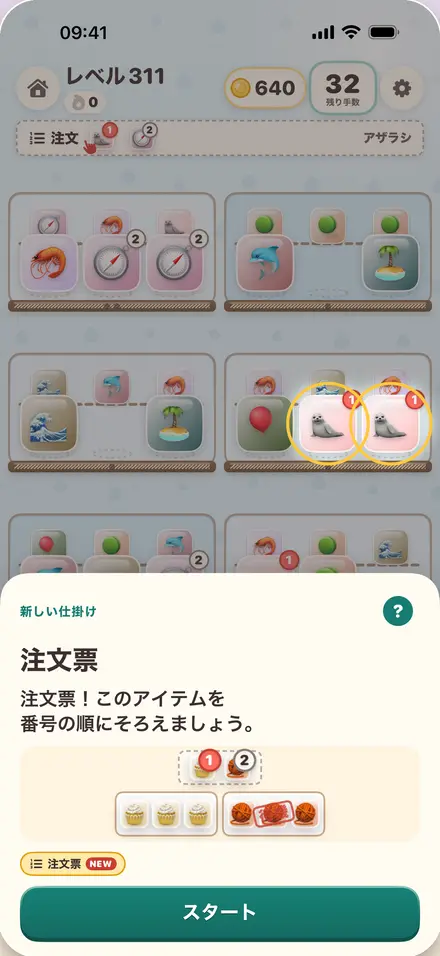 09:41
レベル311
0
640
32
残り手数
注文
1
2
アザラシ
2
2
1
1
2
1
新しい仕掛け
?
注文票
注文票！このアイテムを
番号の順にそろえましょう。
1
2
注文票 NEW
スタート